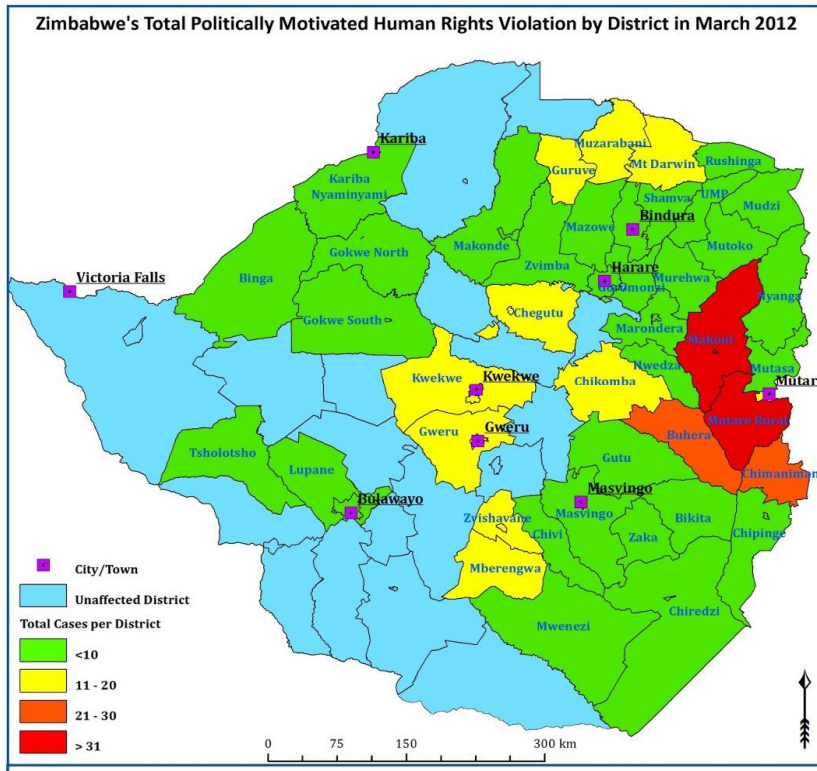 Zimbabwe's Total Politically Motivated Human Rights Violation by District in March 2012
Kariba
Muzarabani
Mt Darwin
Rushinga
Guruve
Kariba
Nyaminyami
Shamva
UMP
Mudzi
Bindura
Mazowe
Gokwe North
Makonde
Mutoko
Binga
Zvimba
Harare
Murehwa
Goromonzi
Victoria Falls
Nyanga
Gokwe South
Chegutu
Marondera
Makoni
Nwedza
Mutasa
Kwekwe
Kwekwe
Chikomba
Mutar
Mutare Rural
Gweru
Gweru
Buhera
Tsholotsho
Lupane
Gutu
Chimaniman
Masvingo
Bulawayo
Zvishavane
Masvingo
Bikita
Chivi
Zaka
Chipinge
Mberengwa
Chiredzi
Mwenezi
City/Town
Unaffected District
Total Cases per District
<10
11 - 20
21 - 30
> 31
0 75 150 300 km